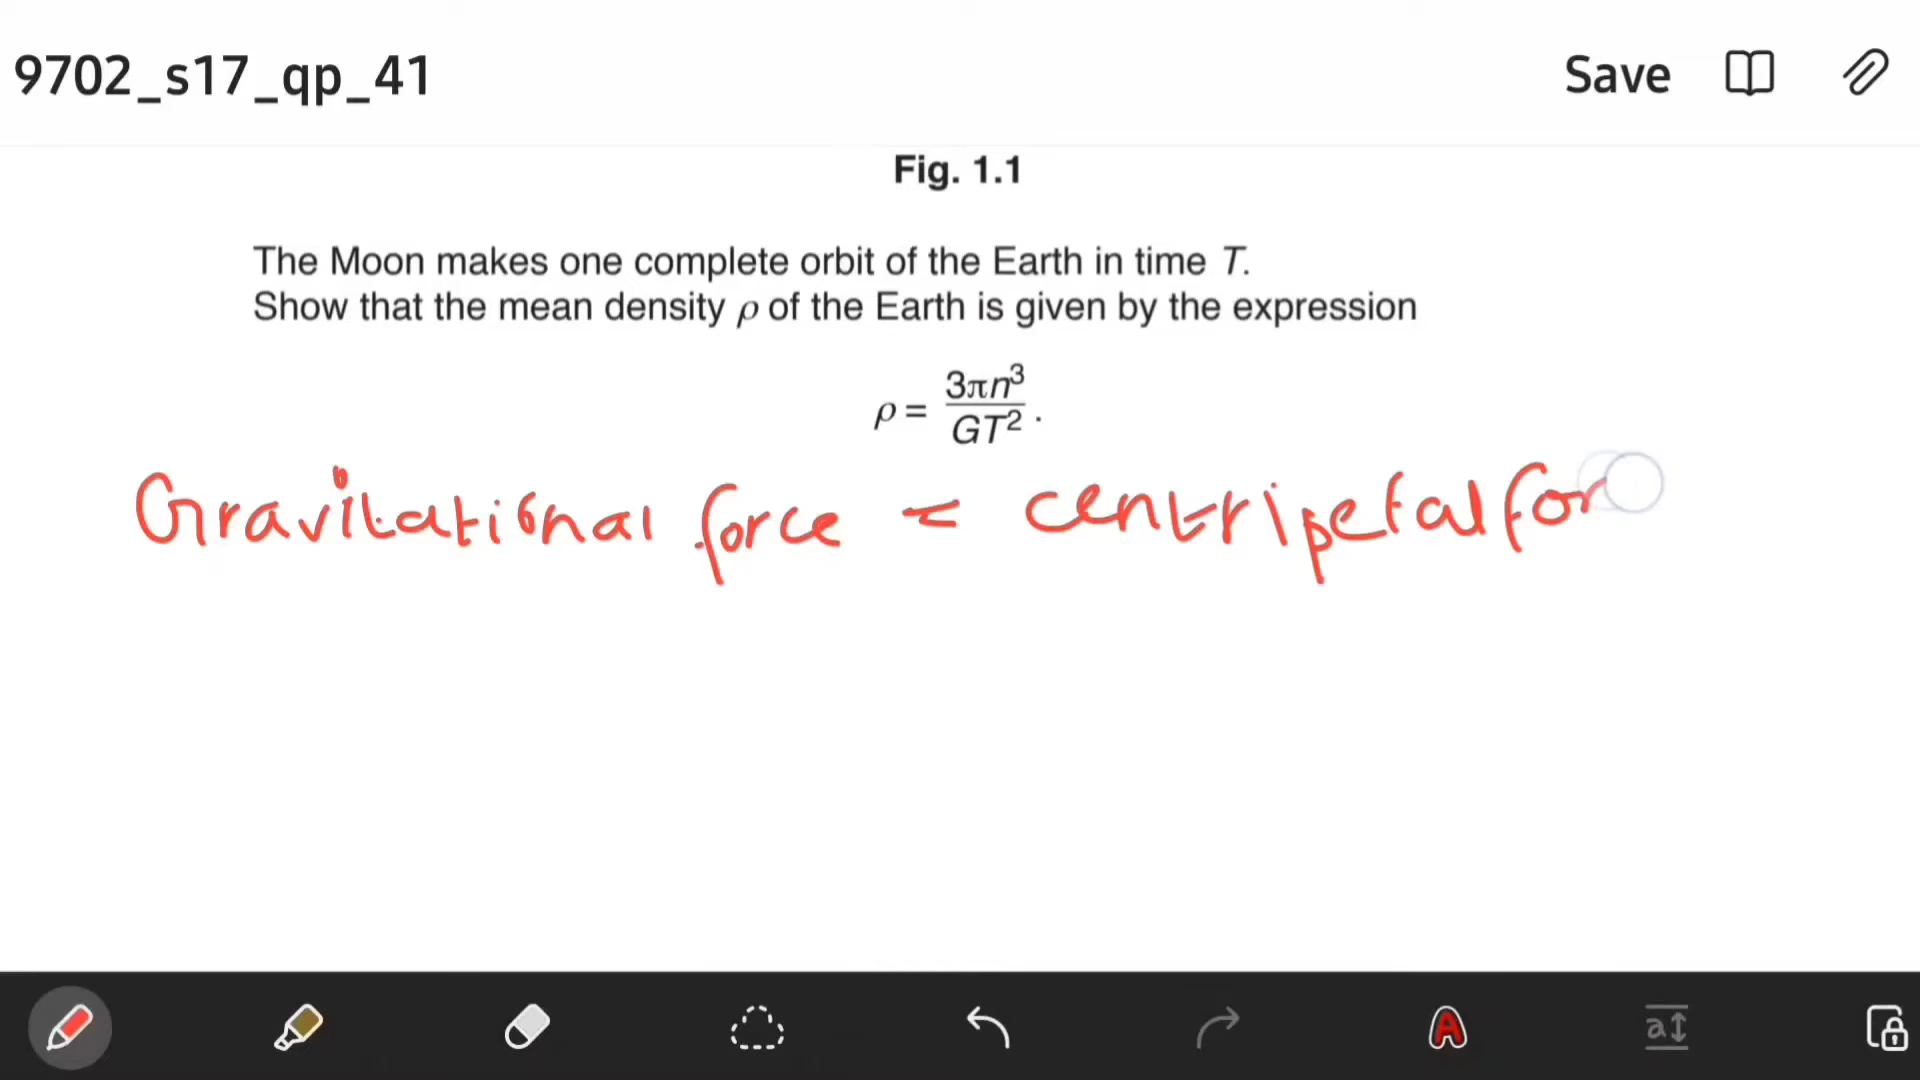 9702_s17_qp_41
Save
Fig. 1.1
The Moon makes one complete orbit of the Earth in time T.
Show that the mean density ρ of the Earth is given by the expression
ρ = 3πn³/GT².
Gravitational force = centripetal for
A
a